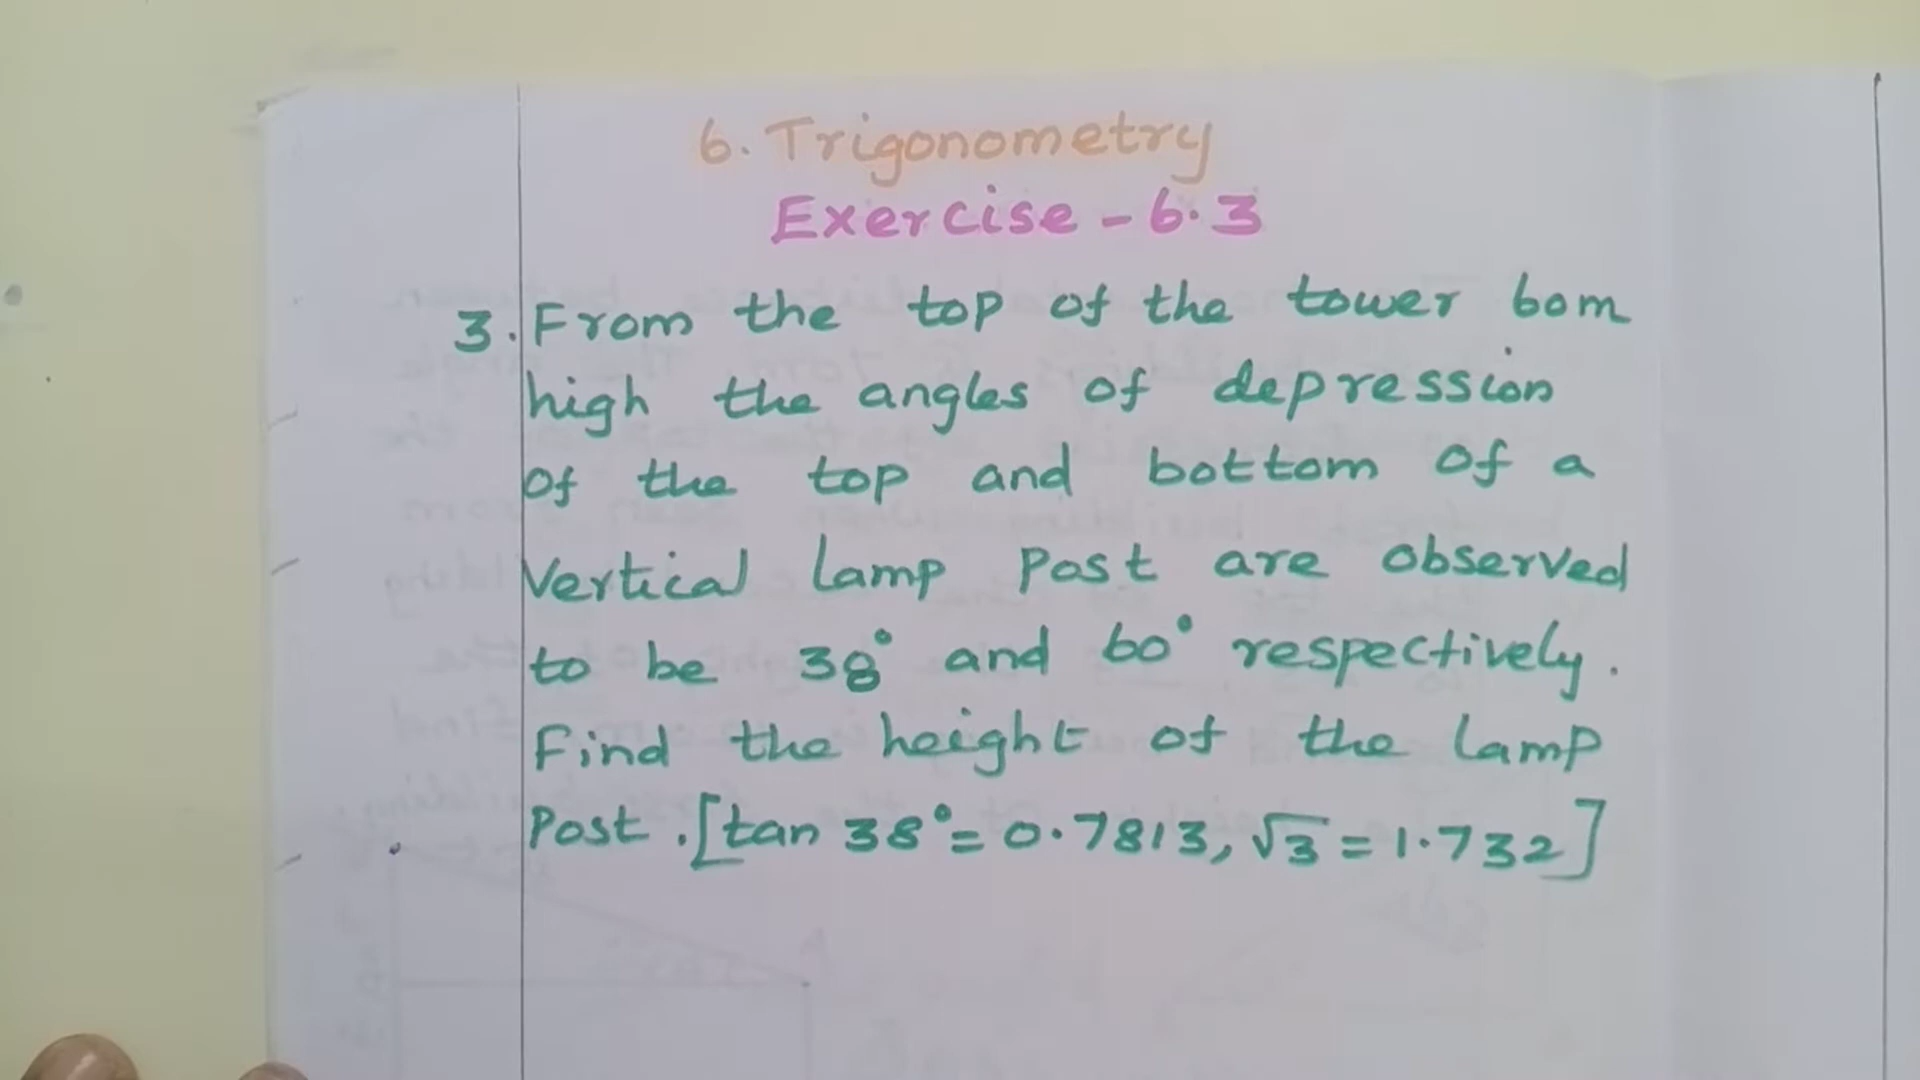 6. Trigonometry
Exercise - 6.3
3. From the top of the tower 60m
high the angles of depression
of the top and bottom of a
Vertical lamp Post are observed
to be 38° and 60° respectively.
Find the height of the lamp
Post. [tan 38° = 0.7813, √3 = 1.732]